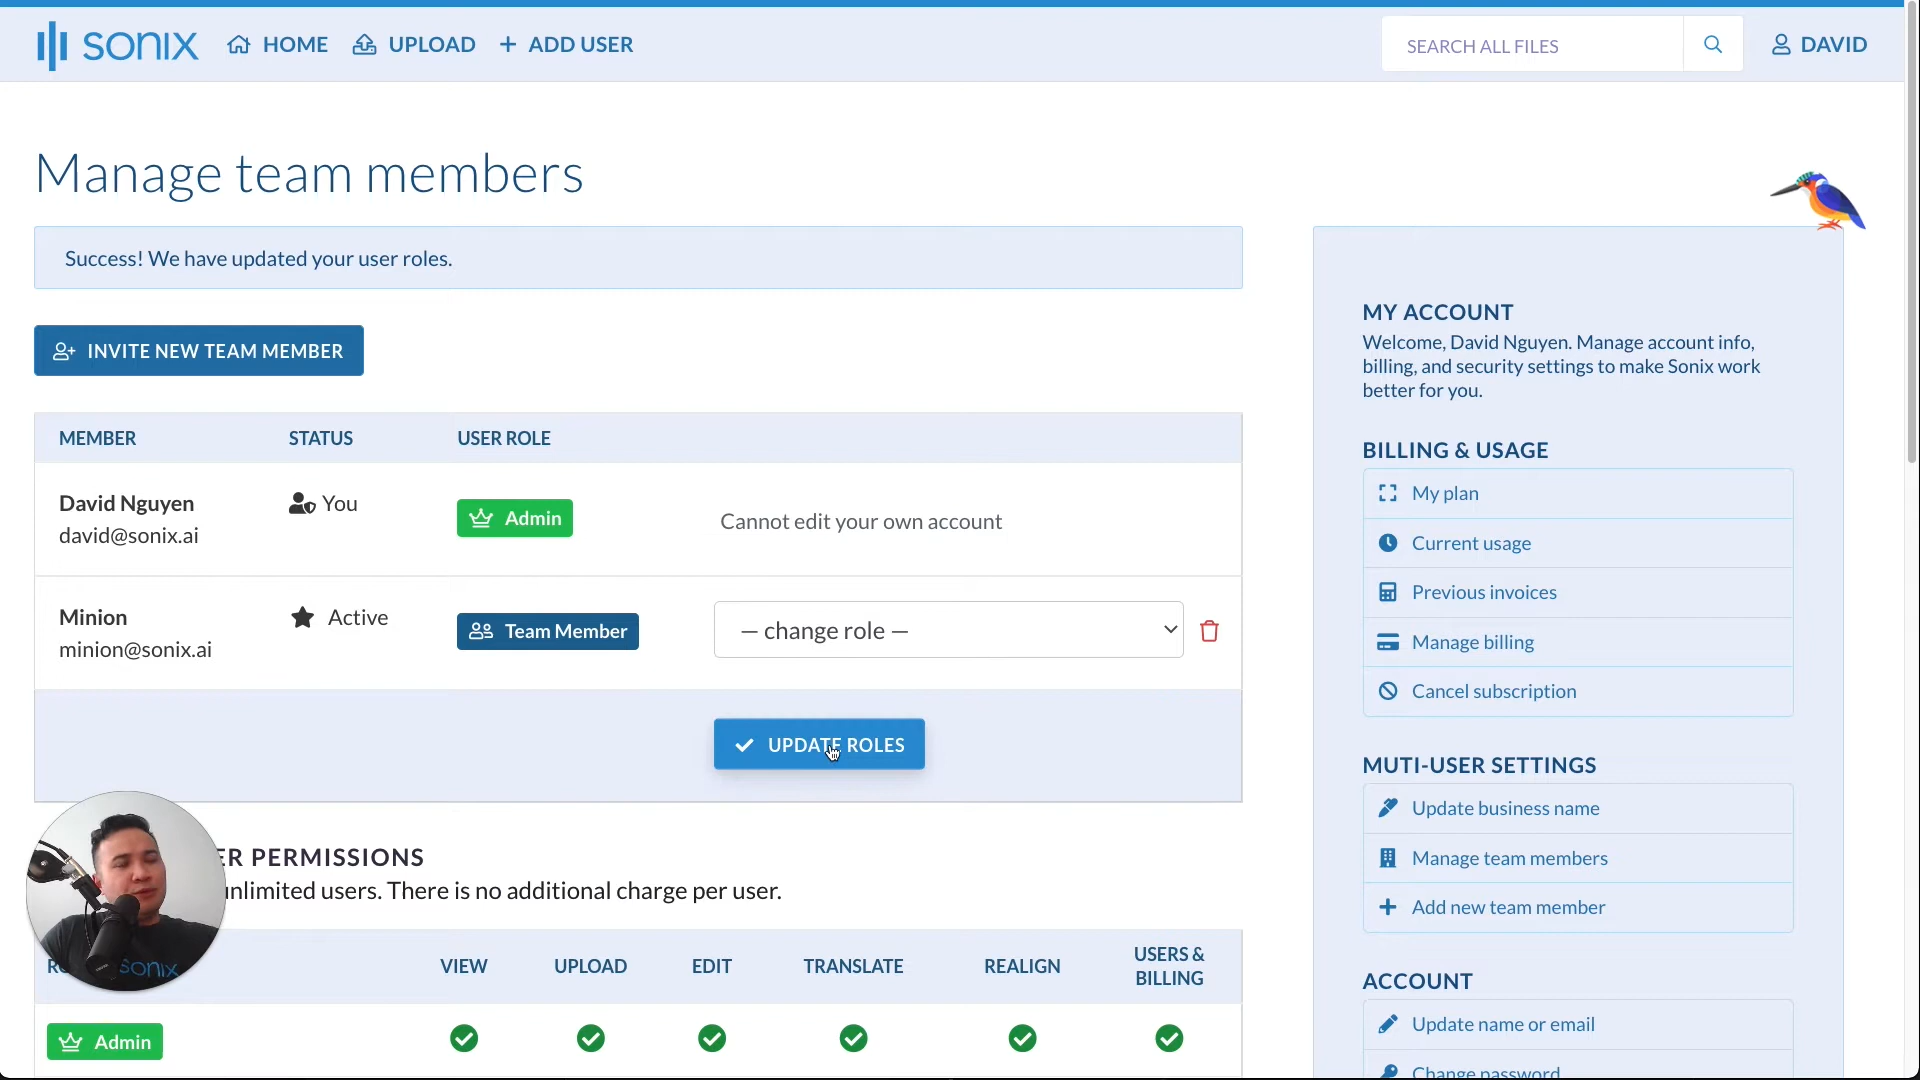 sonix HOME UPLOAD + ADD USER SEARCH ALL FILES DAVID
Manage team members
Success! We have updated your user roles.
INVITE NEW TEAM MEMBER
MEMBER STATUS USER ROLE
David Nguyen You Admin Cannot edit your own account
david@sonix.ai
Minion Active Team Member — change role —
minion@sonix.ai
UPDATE ROLES
ER PERMISSIONS
unlimited users. There is no additional charge per user.
VIEW UPLOAD EDIT TRANSLATE REALIGN USERS &
BILLING
sonix
Admin
MY ACCOUNT
Welcome, David Nguyen. Manage account info,
billing, and security settings to make Sonix work
better for you.
BILLING & USAGE
My plan
Current usage
Previous invoices
Manage billing
Cancel subscription
MUTI-USER SETTINGS
Update business name
Manage team members
Add new team member
ACCOUNT
Update name or email
Change password